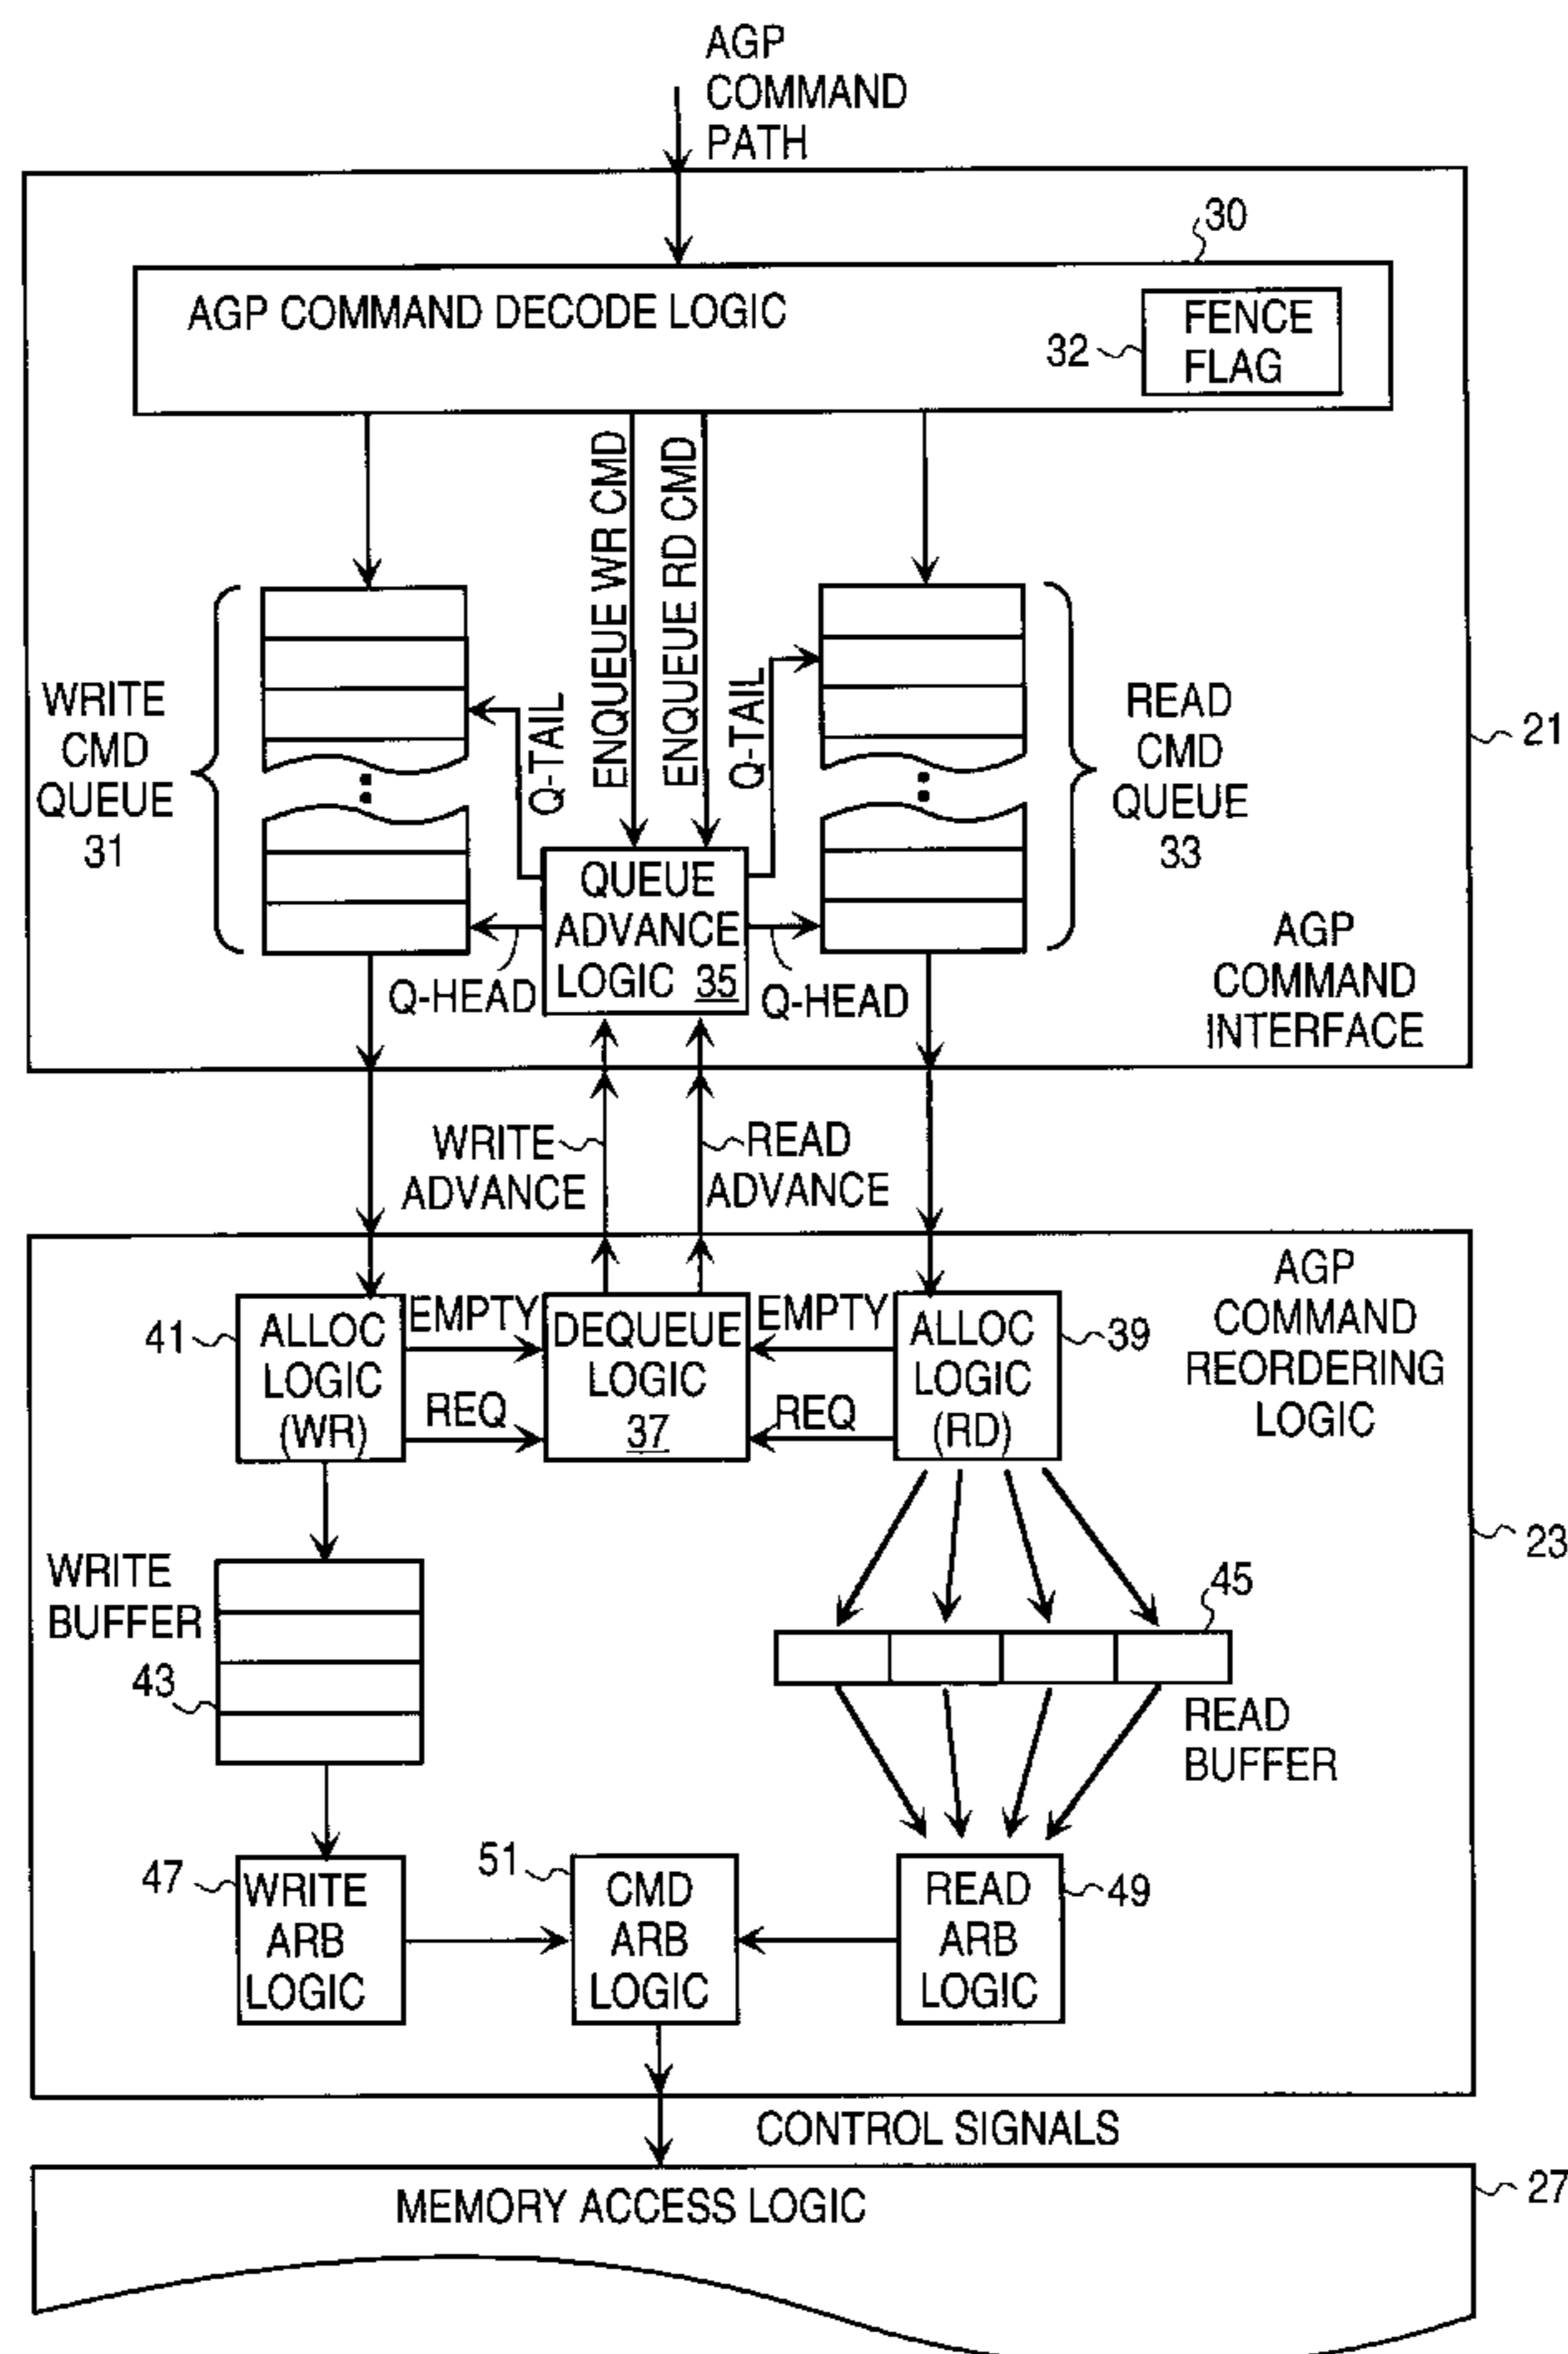 AGP
COMMAND
PATH
30
AGP COMMAND DECODE LOGIC
FENCE
FLAG
32
ENQUEUE WR CMD
ENQUEUE RD CMD
WRITE
CMD
QUEUE
31
Q-TAIL
Q-TAIL
READ
CMD
QUEUE
33
21
QUEUE
ADVANCE
LOGIC 35
Q-HEAD
Q-HEAD
AGP
COMMAND
INTERFACE
WRITE
ADVANCE
READ
ADVANCE
AGP
COMMAND
REORDERING
LOGIC
41
ALLOC
LOGIC
(WR)
EMPTY
REQ
DEQUEUE
LOGIC
37
EMPTY
REQ
ALLOC
LOGIC
(RD)
39
23
WRITE
BUFFER
43
45
READ
BUFFER
47
WRITE
ARB
LOGIC
51
CMD
ARB
LOGIC
READ
ARB
LOGIC
49
CONTROL SIGNALS
MEMORY ACCESS LOGIC
27